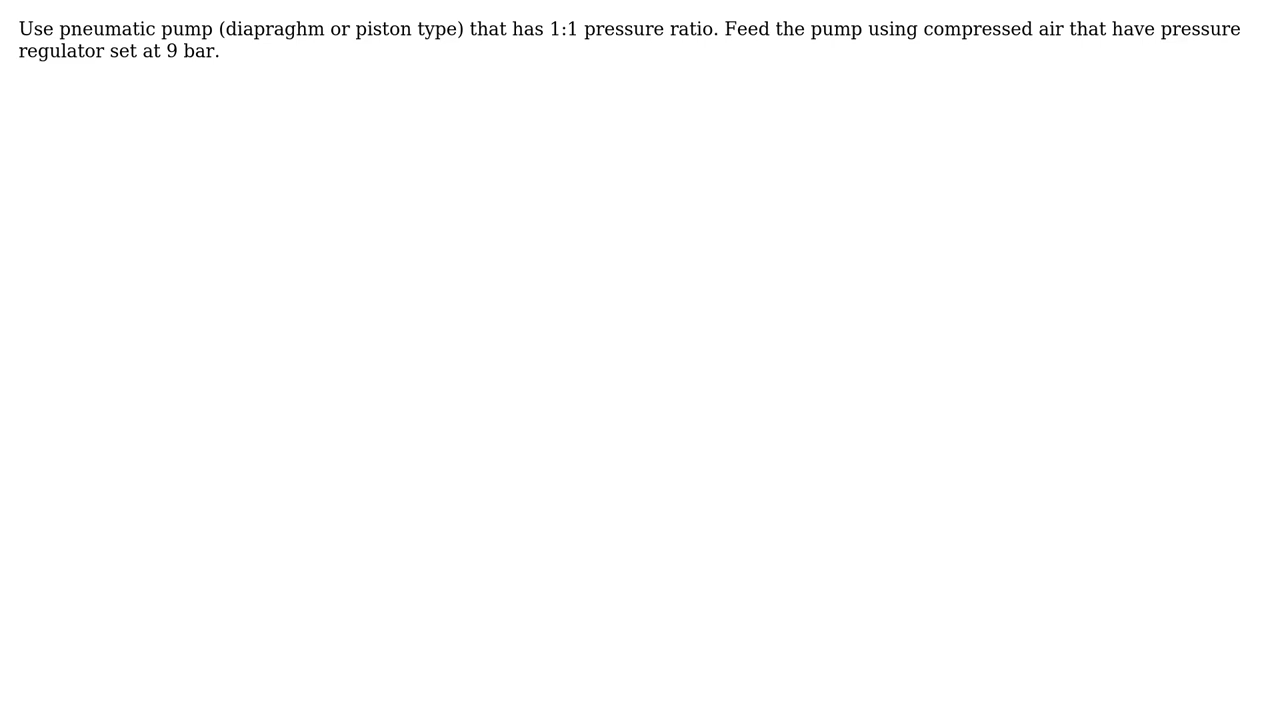 Use pneumatic pump (diapraghm or piston type) that has 1:1 pressure ratio. Feed the pump using compressed air that have pressure
regulator set at 9 bar.